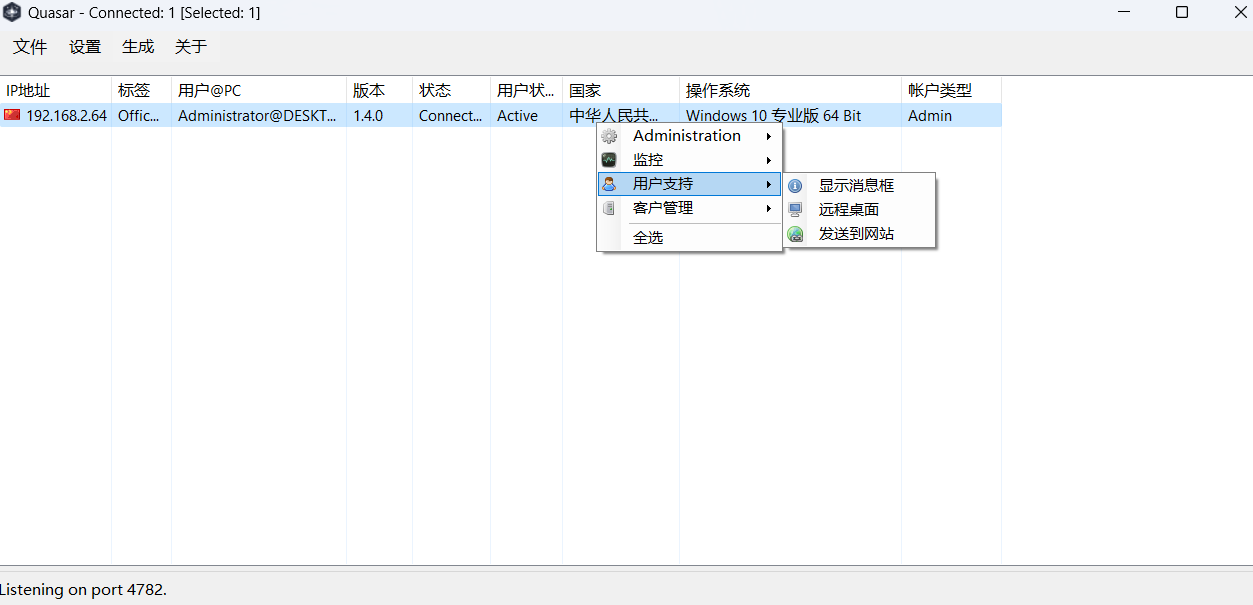 Quasar - Connected: 1 [Selected: 1]
文件 设置 生成 关于
IP地址 标签 用户@PC 版本 状态 用户状... 国家 操作系统 帐户类型
192.168.2.64 Offic... Administrator@DESKT... 1.4.0 Connect... Active 中华人民共... Windows 10 专业版 64 Bit Admin
Administration
监控
用户支持
客户管理
全选
显示消息框
远程桌面
发送到网站
Listening on port 4782.